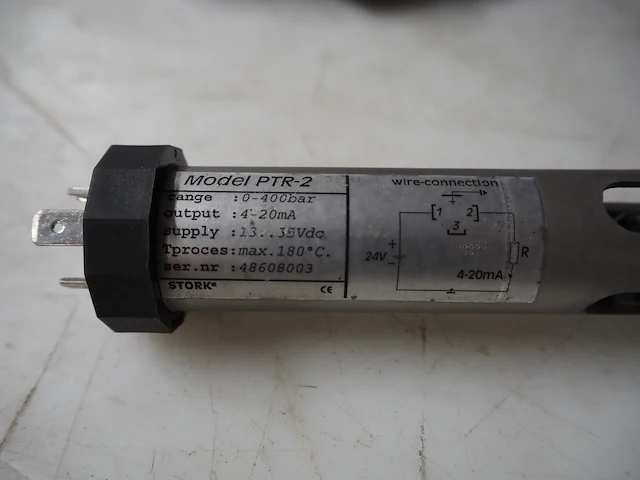 Model PTR-2
range :0-400bar
output :4-20mA
supply :13..35Vdc
Tproces:max.180°C.
ser.nr :48608003
STORK
CE
wire-connection
1 2
3
+
24V
-
R
4-20mA